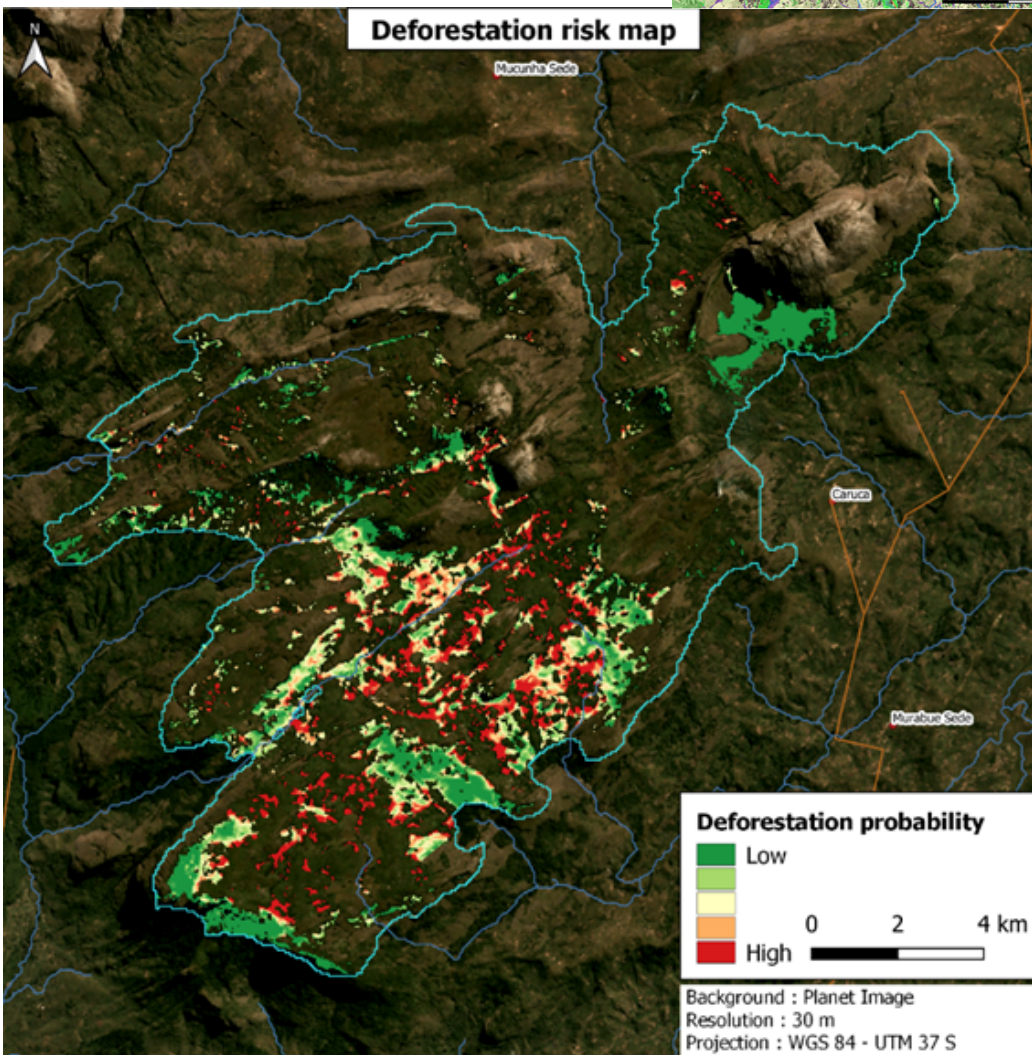 Deforestation risk map
N
Mucunha Sede
Caruca
Murabue Sede
Deforestation probability
Low
High
0 2 4 km
Background : Planet Image
Resolution : 30 m
Projection : WGS 84 - UTM 37 S